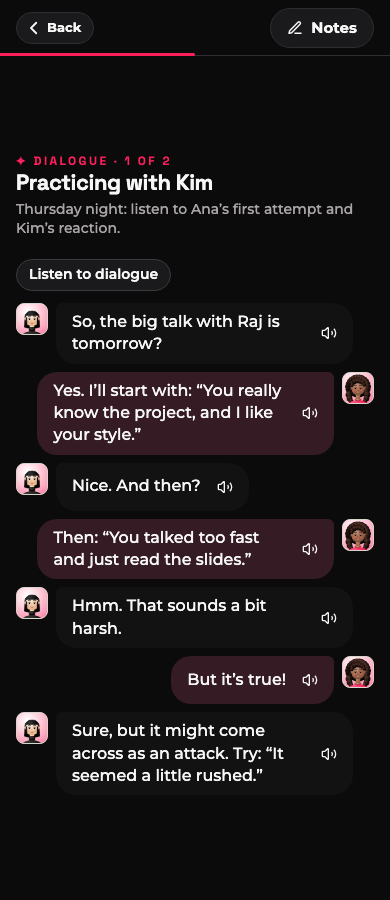 Back
Notes
DIALOGUE · 1 OF 2
Practicing with Kim
Thursday night: listen to Ana’s first attempt and
Kim’s reaction.
Listen to dialogue
So, the big talk with Raj is
tomorrow?
Yes. I’ll start with: “You really
know the project, and I like
your style.”
Nice. And then?
Then: “You talked too fast
and just read the slides.”
Hmm. That sounds a bit
harsh.
But it’s true!
Sure, but it might come
across as an attack. Try: “It
seemed a little rushed.”